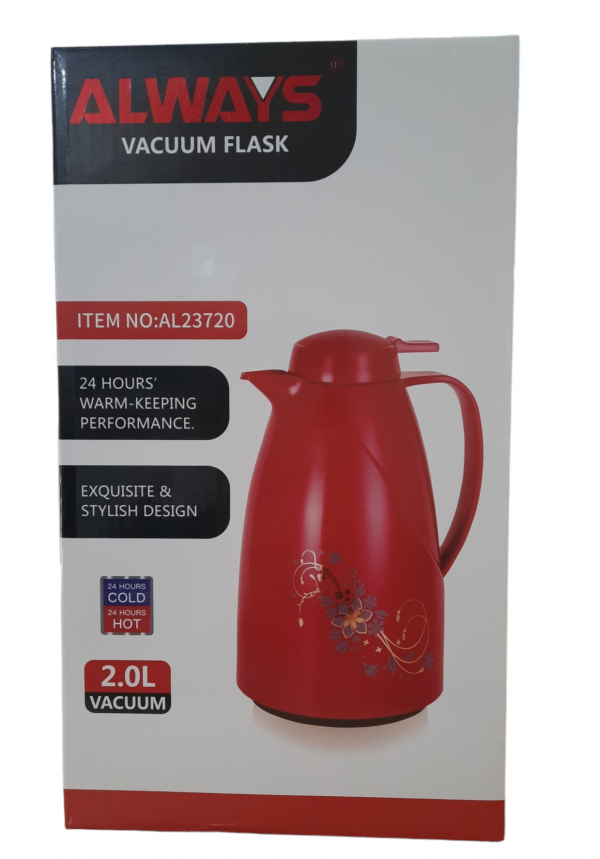 ALWAYS®
VACUUM FLASK
ITEM NO:AL23720
24 HOURS'
WARM-KEEPING
PERFORMANCE.
EXQUISITE &
STYLISH DESIGN
24 HOURS
COLD
24 HOURS
HOT
2.0L
VACUUM